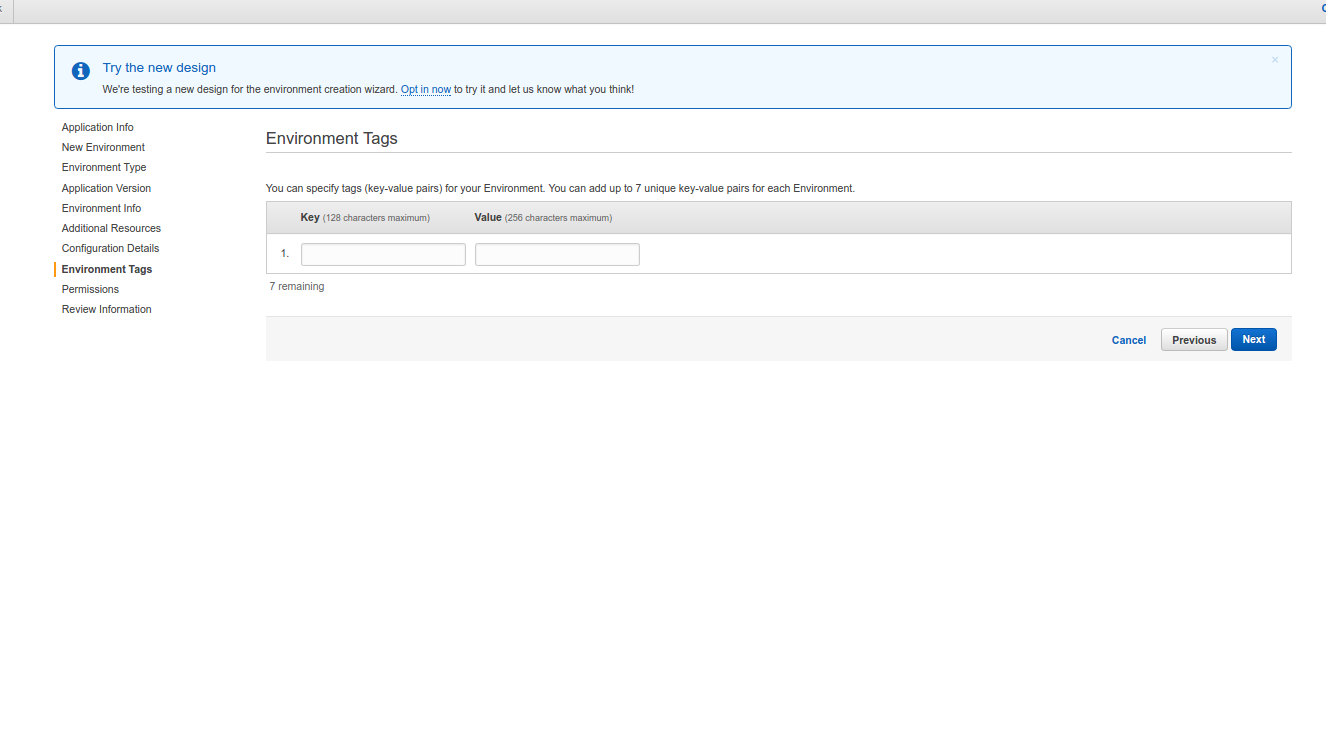 Try the new design
×
We're testing a new design for the environment creation wizard. Opt in now to try it and let us know what you think!
Application Info
New Environment
Environment Type
Application Version
Environment Info
Additional Resources
Configuration Details
Environment Tags
Permissions
Review Information
Environment Tags
You can specify tags (key-value pairs) for your Environment. You can add up to 7 unique key-value pairs for each Environment.
Key (128 characters maximum) Value (256 characters maximum)
1.
7 remaining
Cancel Previous Next